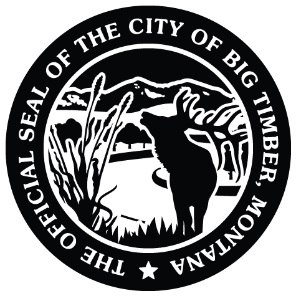 THE OFFICIAL SEAL OF THE CITY OF BIG TIMBER, MONTANA